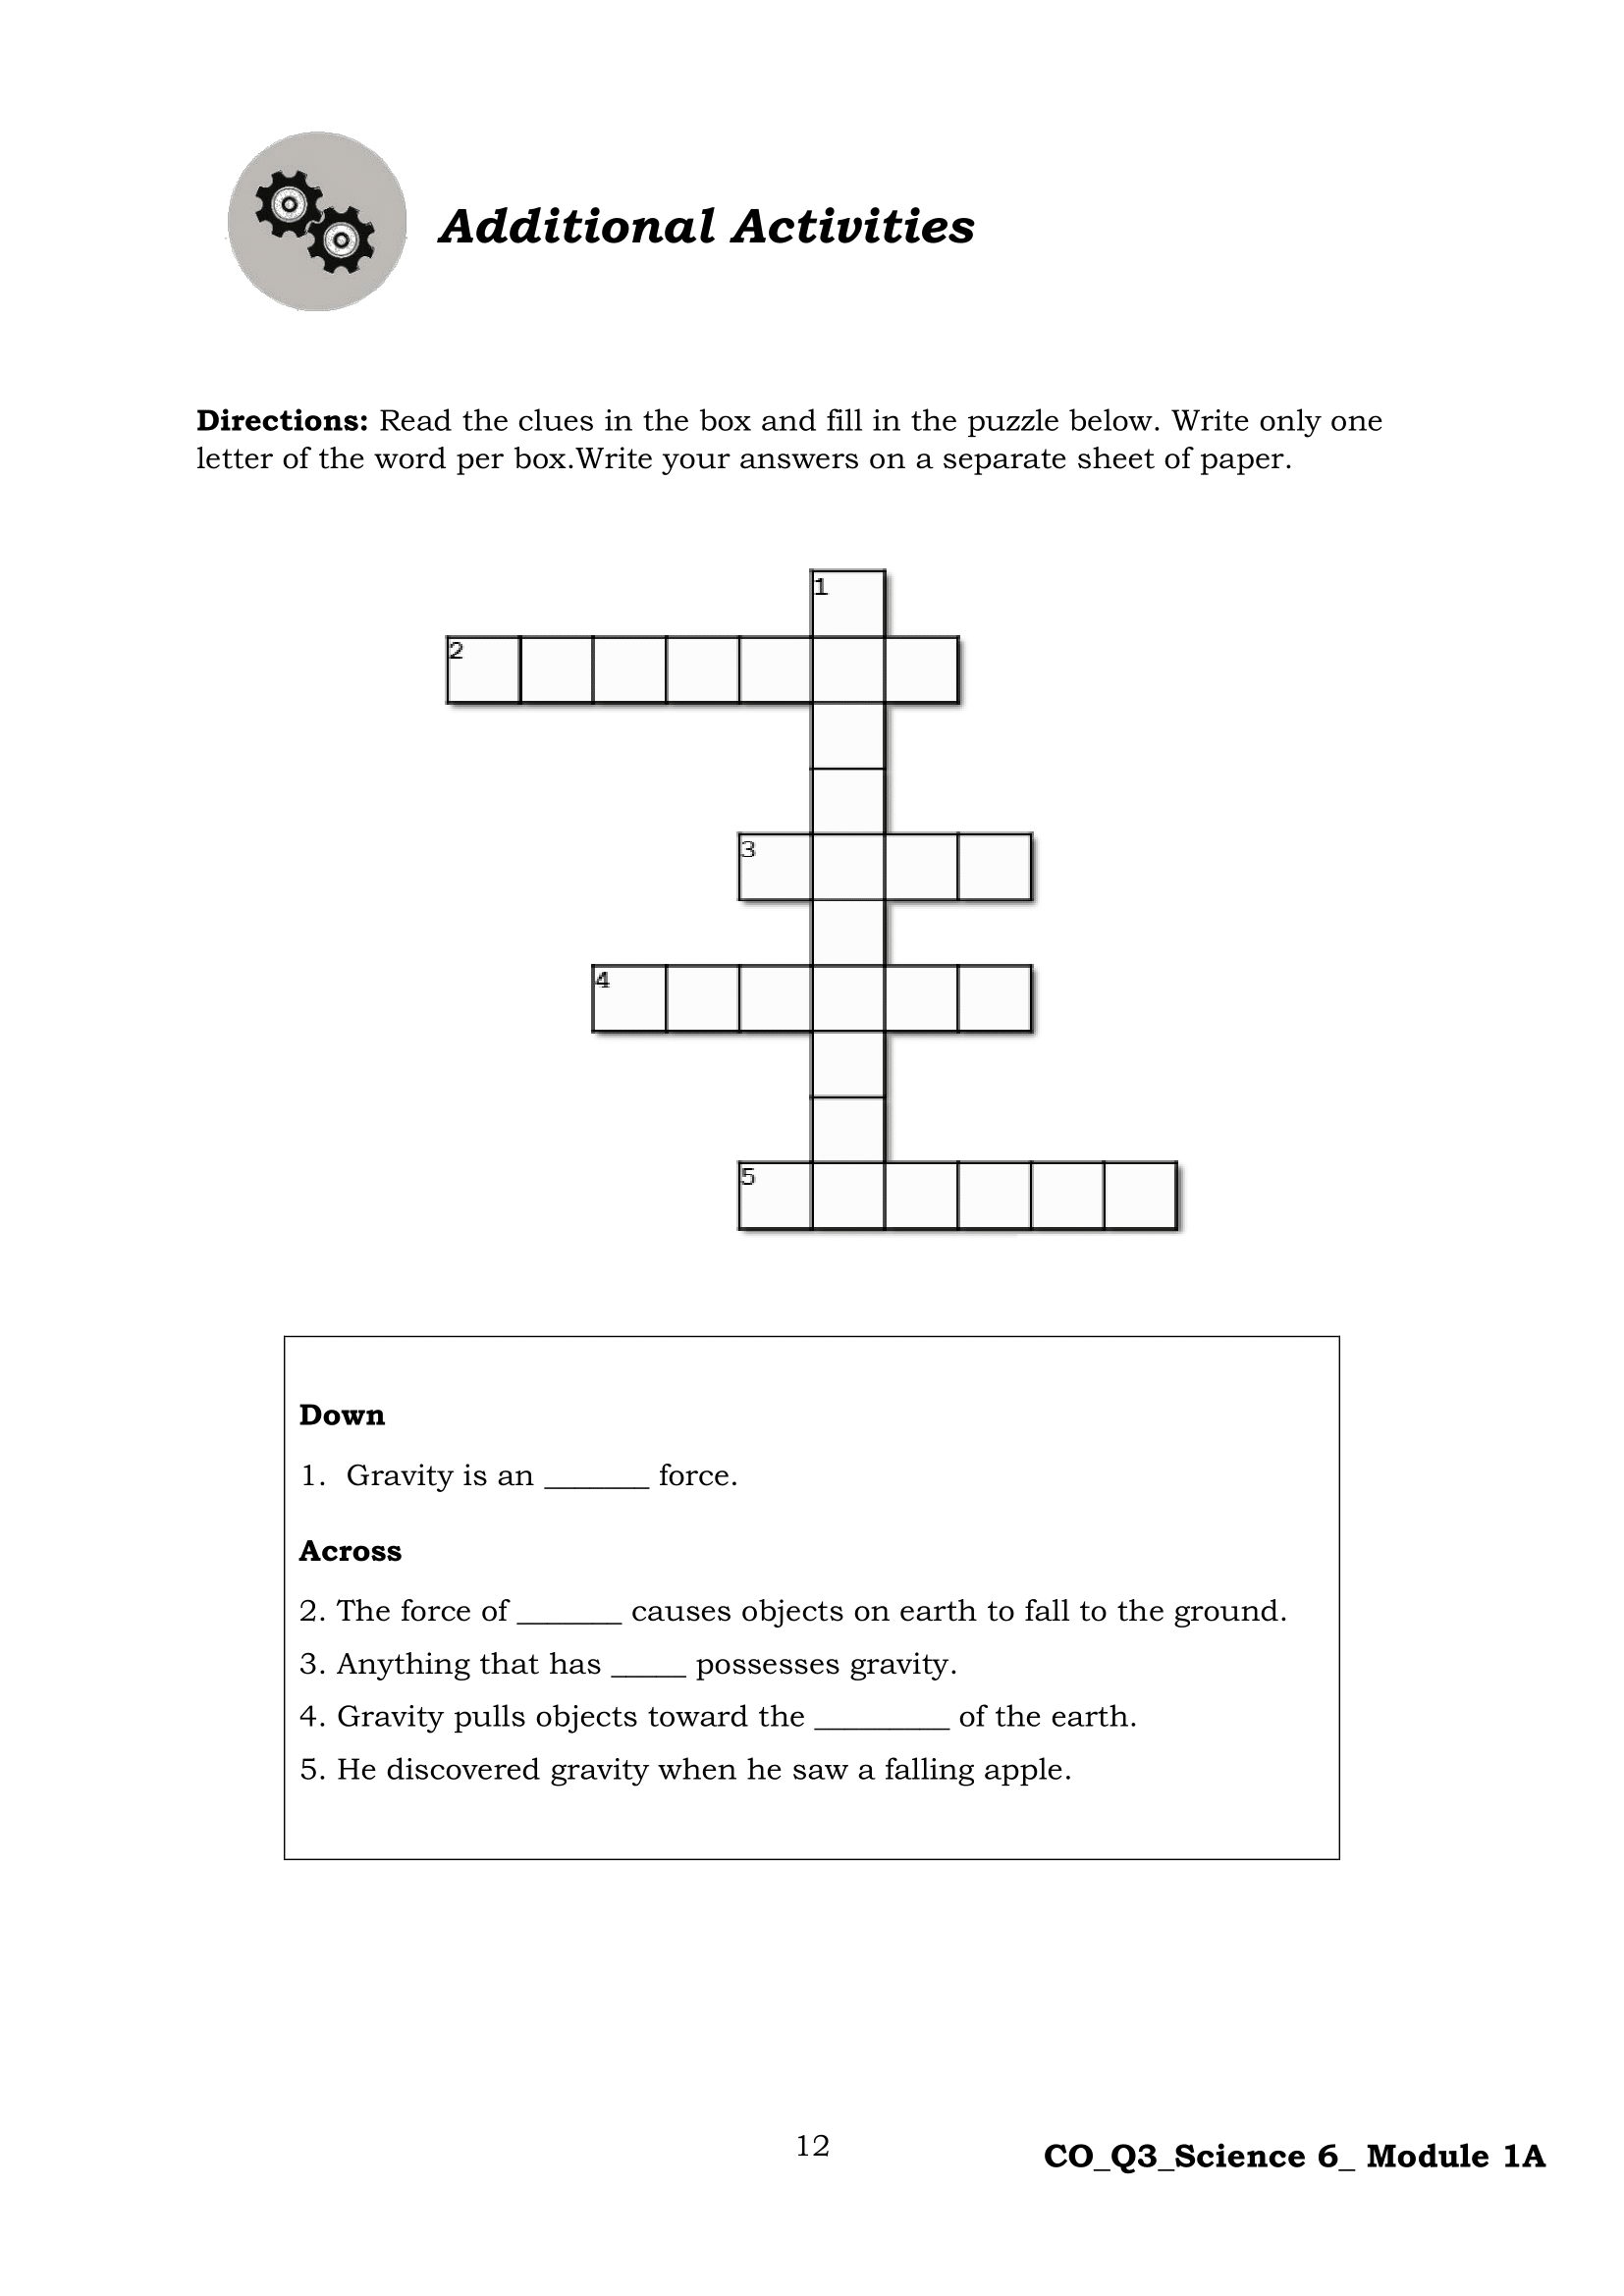 Additional Activities
Directions: Read the clues in the box and fill in the puzzle below. Write only one
letter of the word per box.Write your answers on a separate sheet of paper.
1
2
3
4
5
Down
1. Gravity is an _______ force.
Across
2. The force of _______ causes objects on earth to fall to the ground.
3. Anything that has _____ possesses gravity.
4. Gravity pulls objects toward the _________ of the earth.
5. He discovered gravity when he saw a falling apple.
12
CO_Q3_Science 6_ Module 1A